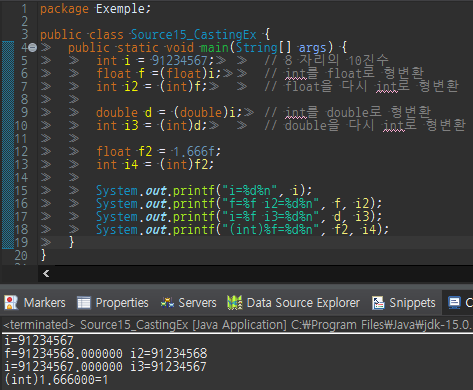 1 package Exemple;
2
3 public class Source15_CastingEx {
4 public static void main(String[] args) {
5 int i = 91234567; // 8 자리의 10진수
6 float f =(float)i; // int를 float로 형변환
7 int i2 = (int)f; // float을 다시 int로 형변환
8
9 double d = (double)i; // int를 double로 형변환
10 int i3 = (int)d; // double을 다시 int로 형변환
11
12 float f2 = 1.666f;
13 int i4 = (int)f2;
14
15 System.out.printf("i=%d%n", i);
16 System.out.printf("f=%f i2=%d%n", f, i2);
17 System.out.printf("i=%f i3=%d%n", d, i3);
18 System.out.printf("(int)%f=%d%n", f2, i4);
19 }
20 }
Markers Properties Servers Data Source Explorer Snippets C
<terminated> Source15_CastingEx [Java Application] C:₩Program Files₩Java₩jdk-15.0.
i=91234567
f=91234568.000000 i2=91234568
i=91234567.000000 i3=91234567
(int)1.666000=1